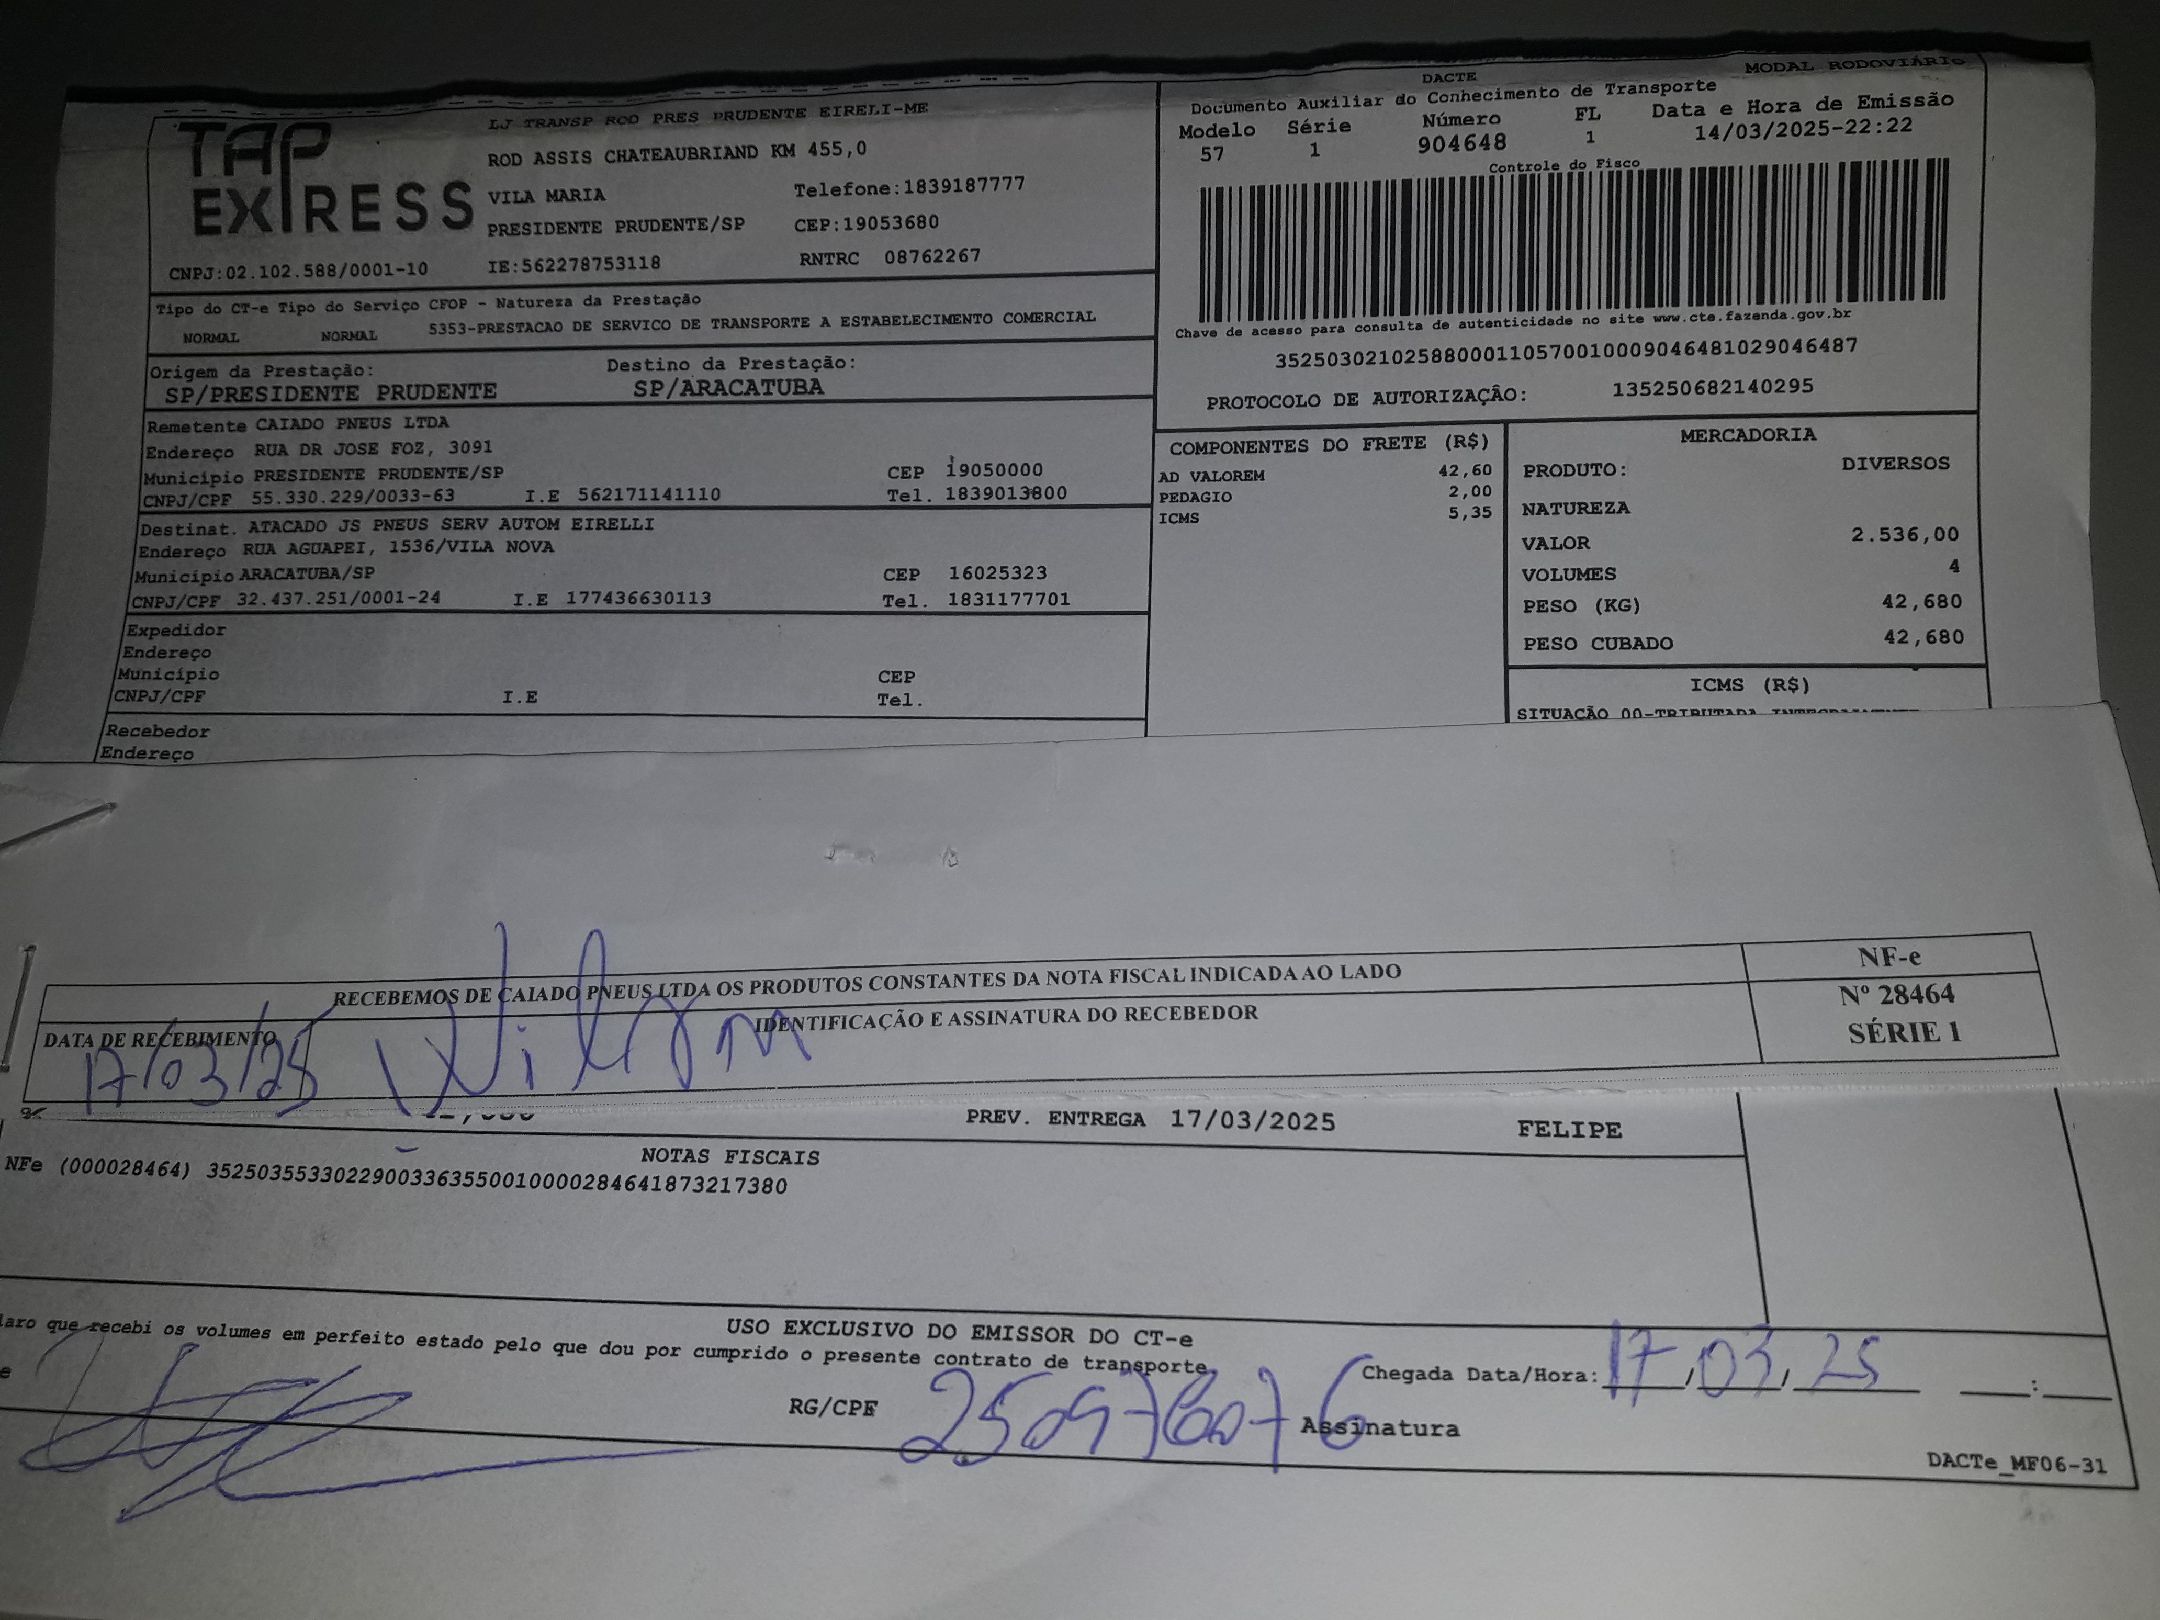 TAP EXPRESS
LJ TRANSP ROD PRES PRUDENTE EIRELI-ME
ROD ASSIS CHATEAUBRIAND KM 455,0
VILA MARIA Telefone:1839187777
PRESIDENTE PRUDENTE/SP CEP:19053680
CNPJ:02.102.588/0001-10 IE:562278753118 RNTRC 08762267
DACTE MODAL RODOVIÁRIO
Documento Auxiliar do Conhecimento de Transporte
Modelo Série Número FL Data e Hora de Emissão
57 1 904648 1 14/03/2025-22:22
Controle do Fisco
Chave de acesso para consulta de autenticidade no site www.cte.fazenda.gov.br
35250302102588000110570010009046481029046487
PROTOCOLO DE AUTORIZAÇÃO: 135250682140295
Tipo do CT-e Tipo do Serviço CFOP - Natureza da Prestação
NORMAL NORMAL 5353-PRESTACAO DE SERVICO DE TRANSPORTE A ESTABELECIMENTO COMERCIAL
Origem da Prestação: Destino da Prestação:
SP/PRESIDENTE PRUDENTE SP/ARACATUBA
Remetente CAIADO PNEUS LTDA
Endereço RUA DR JOSE FOZ, 3091
Município PRESIDENTE PRUDENTE/SP CEP 19050000
CNPJ/CPF 55.330.229/0033-63 I.E 562171141110 Tel. 1839013800
Destinat. ATACADO JS PNEUS SERV AUTOM EIRELLI
Endereço RUA AGUAPEI, 1536/VILA NOVA
Município ARACATUBA/SP CEP 16025323
CNPJ/CPF 32.437.251/0001-24 I.E 177436630113 Tel. 1831177701
Expedidor
Endereço
Município CEP
CNPJ/CPF I.E Tel.
Recebedor
Endereço
COMPONENTES DO FRETE (R$)
AD VALOREM 42,60
PEDAGIO 2,00
ICMS 5,35
MERCADORIA
PRODUTO: DIVERSOS
NATUREZA
VALOR 2.536,00
VOLUMES 4
PESO (KG) 42,680
PESO CUBADO 42,680
ICMS (R$)
SITUAÇÃO 00-TRIBUTADA INTEGRALMENTE
RECEBEMOS DE CAIADO PNEUS LTDA OS PRODUTOS CONSTANTES DA NOTA FISCAL INDICADA AO LADO
DATA DE RECEBIMENTO IDENTIFICAÇÃO E ASSINATURA DO RECEBEDOR
17/03/25
NF-e
Nº 28464
SÉRIE 1
PREV. ENTREGA 17/03/2025 FELIPE
NOTAS FISCAIS
NFe (000028464) 35250355330229003363550010000284641873217380
USO EXCLUSIVO DO EMISSOR DO CT-e
laro que recebi os volumes em perfeito estado pelo que dou por cumprido o presente contrato de transporte
e RG/CPF Chegada Data/Hora: 17/03/25 :
Assinatura
DACTe_MF06-31